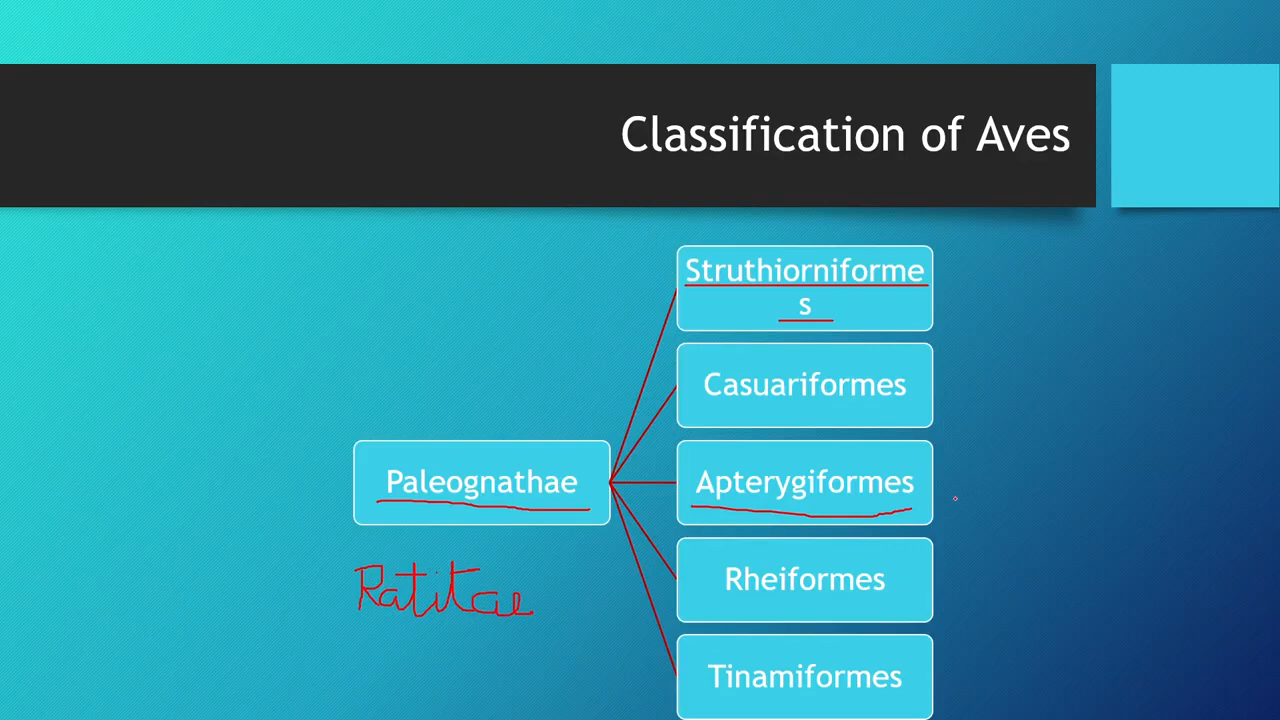 Classification of Aves
Struthiorniforme
s
Casuariformes
Paleognathae
Apterygiformes
Ratitae
Rheiformes
Tinamiformes